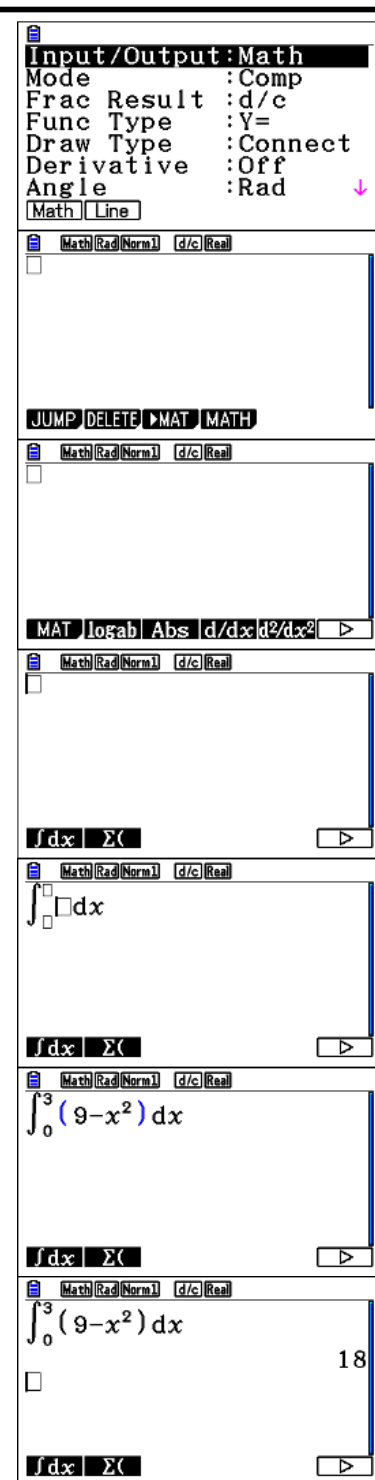 Input/Output:Math
Mode :Comp
Frac Result :d/c
Func Type :Y=
Draw Type :Connect
Derivative :Off
Angle :Rad ↓
Math Line
Math Rad Norm1 d/c Real
JUMP DELETE ▶MAT MATH
Math Rad Norm1 d/c Real
MAT logab Abs d/dx d²/dx² ▷
Math Rad Norm1 d/c Real
∫dx Σ( ▷
Math Rad Norm1 d/c Real
∫□□ □dx
∫dx Σ( ▷
Math Rad Norm1 d/c Real
∫₀³(9−x²)dx
∫dx Σ( ▷
Math Rad Norm1 d/c Real
∫₀³(9−x²)dx
18
∫dx Σ( ▷